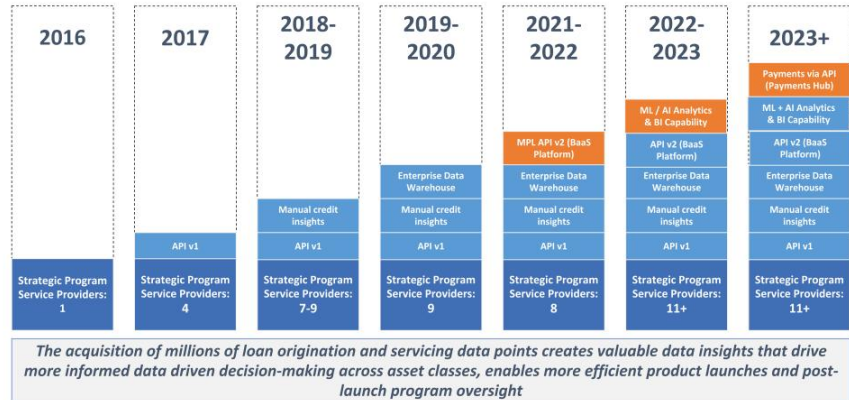 2016
2017
2018-
2019
2019-
2020
2021-
2022
2022-
2023
2023+
Strategic Program
Service Providers:
1
API v1
Strategic Program
Service Providers:
4
Manual credit
insights
API v1
Strategic Program
Service Providers:
7-9
Enterprise Data
Warehouse
Manual credit
insights
API v1
Strategic Program
Service Providers:
9
MPL API v2 (BaaS
Platform)
Enterprise Data
Warehouse
Manual credit
insights
API v1
Strategic Program
Service Providers:
8
ML / AI Analytics
& BI Capability
API v2 (BaaS
Platform)
Enterprise Data
Warehouse
Manual credit
insights
API v1
Strategic Program
Service Providers:
11+
Payments via API
(Payments Hub)
ML + AI Analytics
& BI Capability
API v2 (BaaS
Platform)
Enterprise Data
Warehouse
Manual credit
insights
API v1
Strategic Program
Service Providers:
11+
The acquisition of millions of loan origination and servicing data points creates valuable data insights that drive
more informed data driven decision-making across asset classes, enables more efficient product launches and post-
launch program oversight